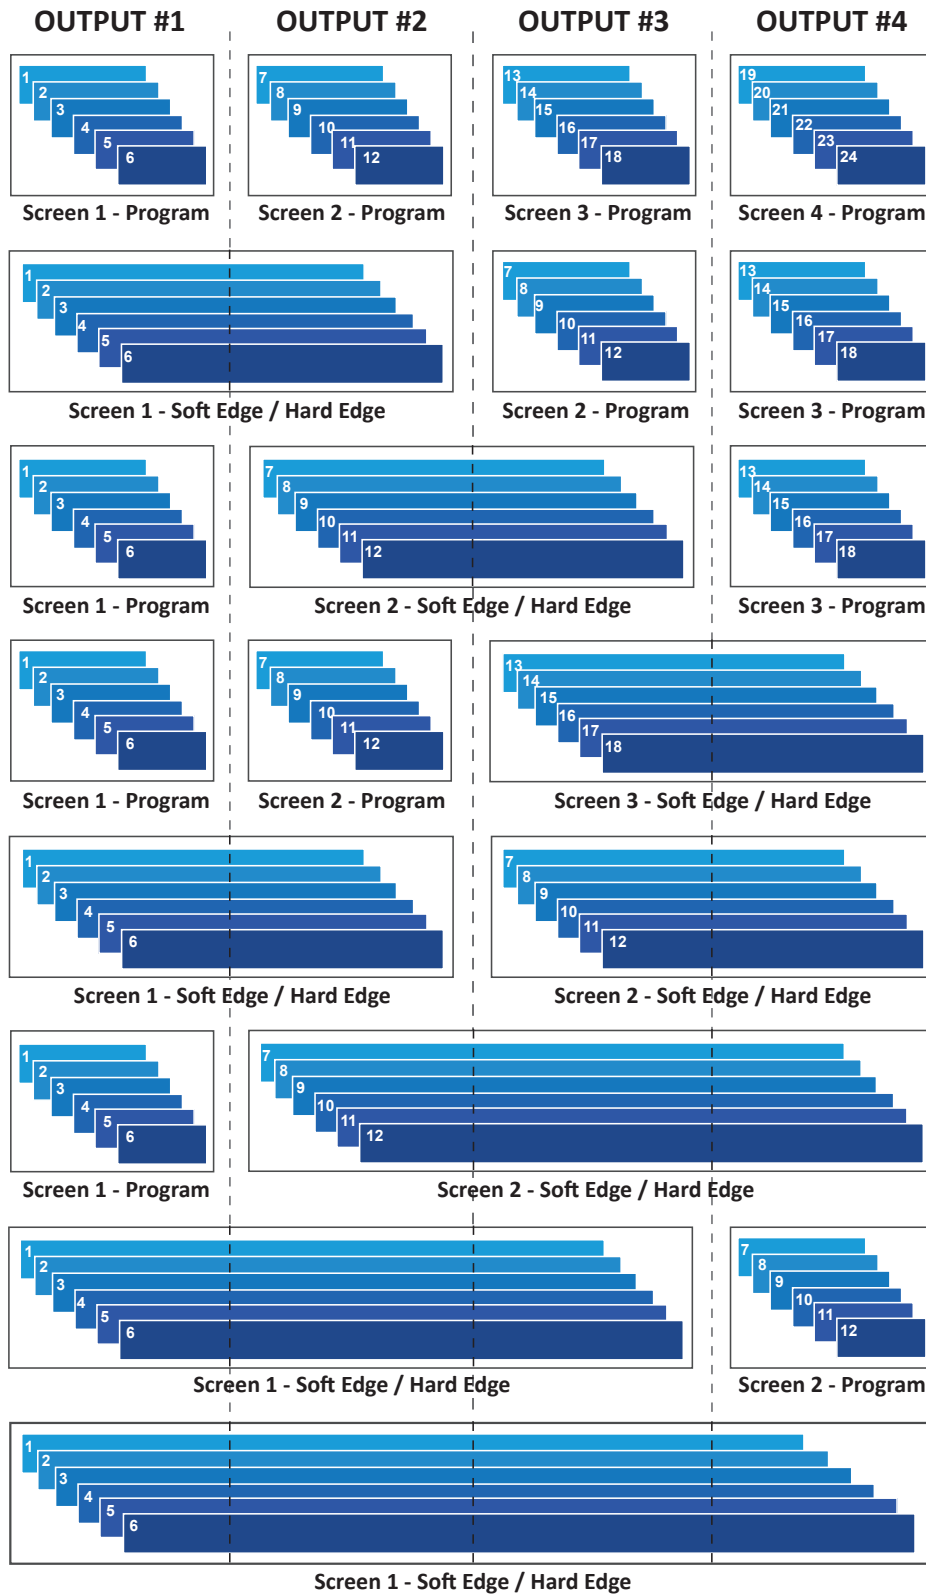 OUTPUT #1 OUTPUT #2 OUTPUT #3 OUTPUT #4
1 7 13 19
2 8 14 20
3 9 15 21
4 10 16 22
5 11 17 23
6 12 18 24
Screen 1 - Program Screen 2 - Program Screen 3 - Program Screen 4 - Program
1 7 13
2 8 14
3 9 15
4 10 16
5 11 17
6 12 18
Screen 1 - Soft Edge / Hard Edge Screen 2 - Program Screen 3 - Program
1 7 13
2 8 14
3 9 15
4 10 16
5 11 17
6 12 18
Screen 1 - Program Screen 2 - Soft Edge / Hard Edge Screen 3 - Program
1 7 13
2 8 14
3 9 15
4 10 16
5 11 17
6 12 18
Screen 1 - Program Screen 2 - Program Screen 3 - Soft Edge / Hard Edge
1 7
2 8
3 9
4 10
5 11
6 12
Screen 1 - Soft Edge / Hard Edge Screen 2 - Soft Edge / Hard Edge
1 7
2 8
3 9
4 10
5 11
6 12
Screen 1 - Program Screen 2 - Soft Edge / Hard Edge
1 7
2 8
3 9
4 10
5 11
6 12
Screen 1 - Soft Edge / Hard Edge Screen 2 - Program
1
2
3
4
5
6
Screen 1 - Soft Edge / Hard Edge